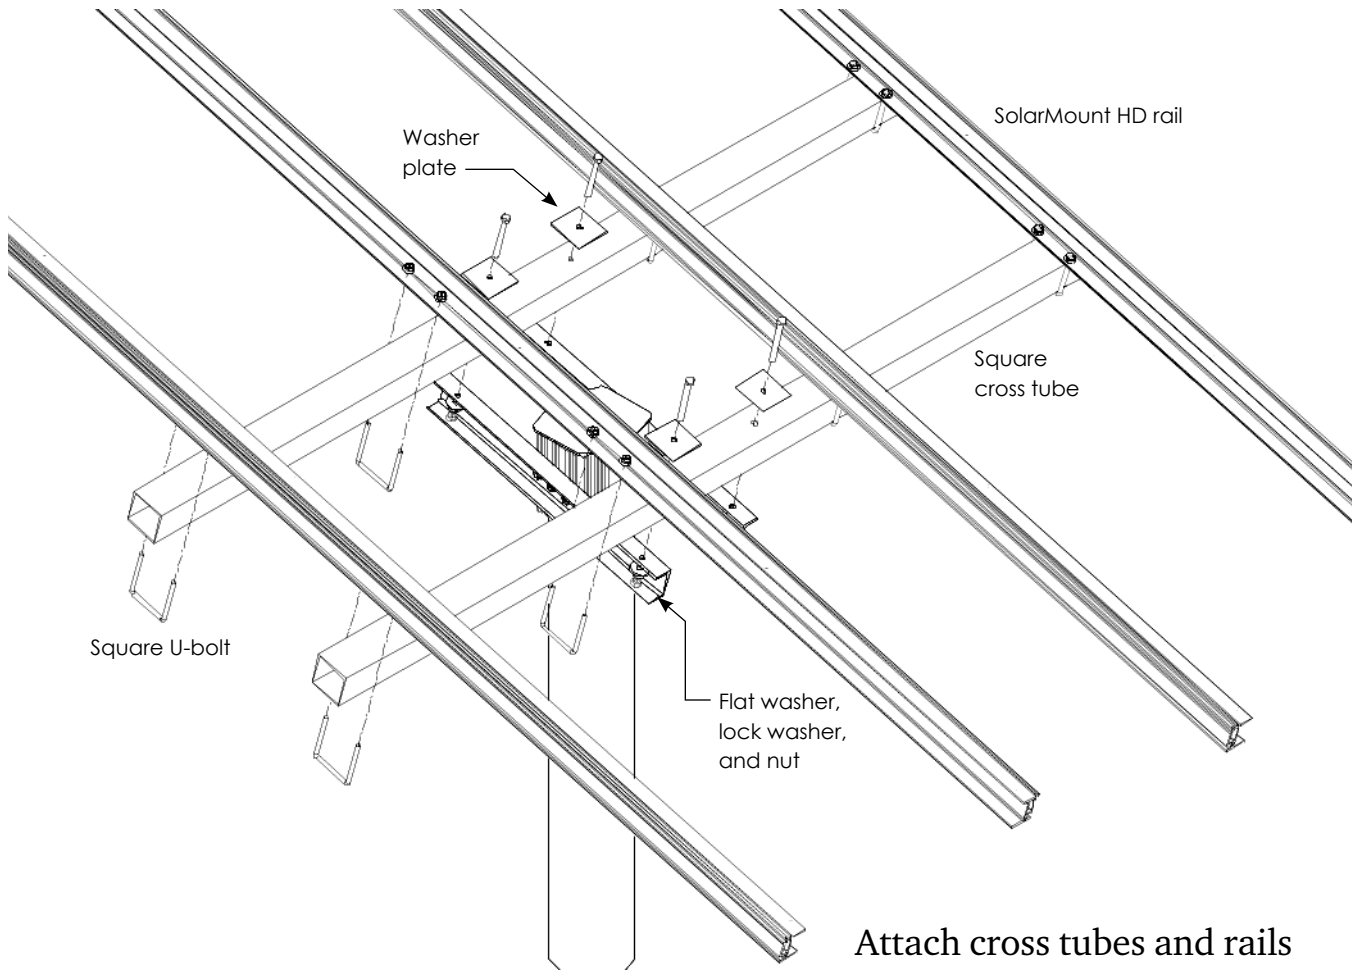 SolarMount HD rail
Washer
plate
Square
cross tube
Square U-bolt
Flat washer,
lock washer,
and nut
Attach cross tubes and rails